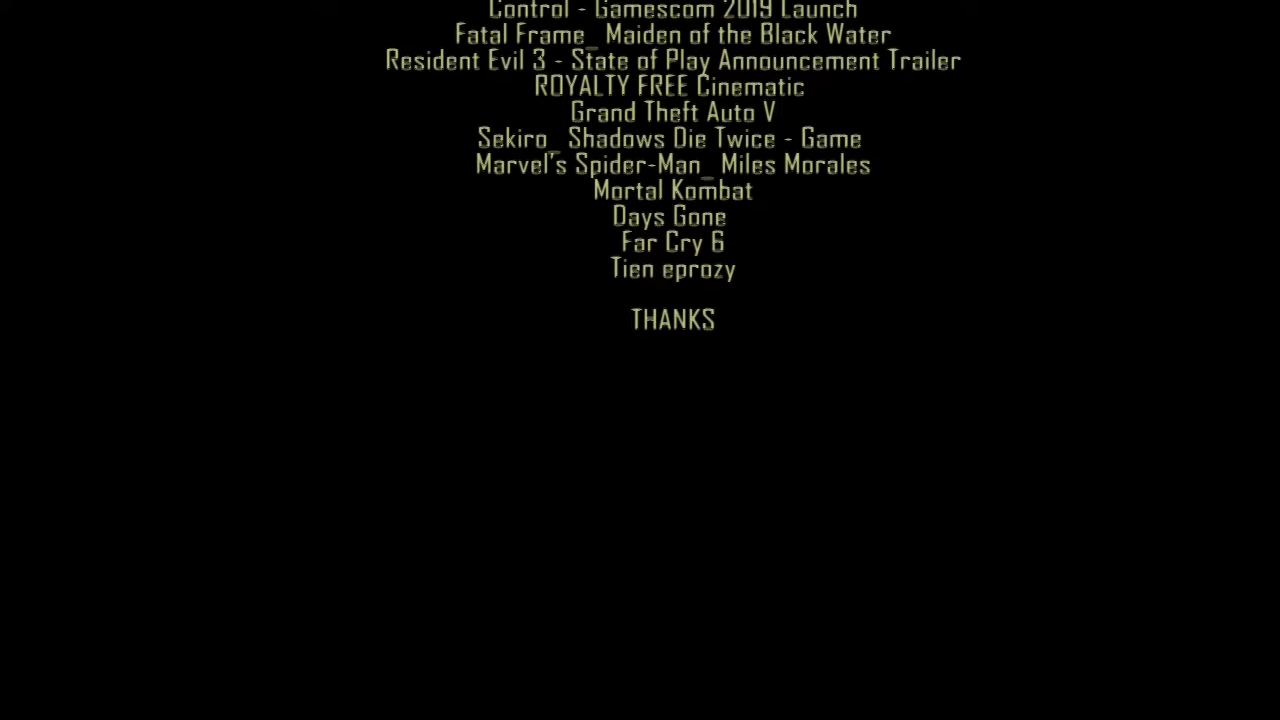 Control - Gamescom 2019 Launch
Fatal Frame_ Maiden of the Black Water
Resident Evil 3 - State of Play Announcement Trailer
ROYALTY FREE Cinematic
Grand Theft Auto V
Sekiro_ Shadows Die Twice - Game
Marvel's Spider-Man_ Miles Morales
Mortal Kombat
Days Gone
Far Cry 6
Tien eprozy
THANKS